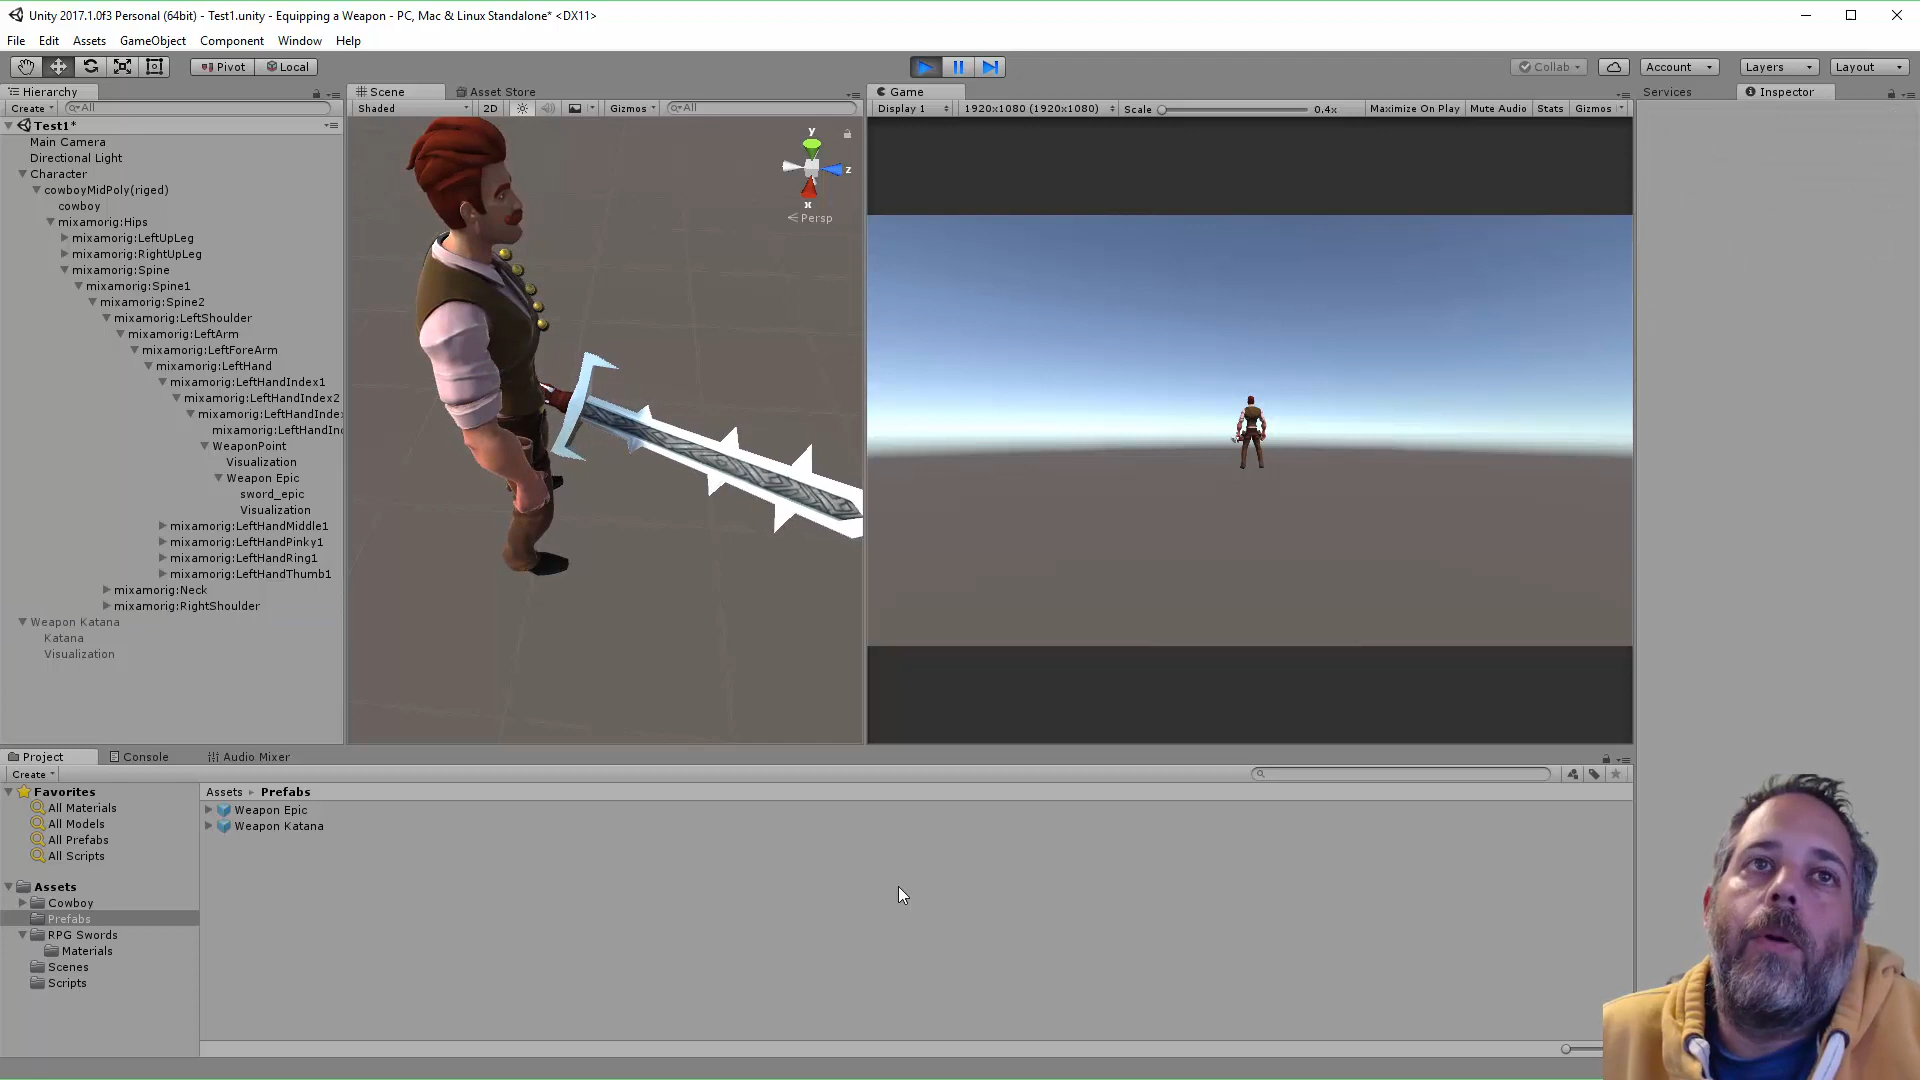 Unity 2017.1.0f3 Personal (64bit) - Test1.unity - Equipping a Weapon - PC, Mac & Linux Standalone* <DX11>
File Edit Assets GameObject Component Window Help
Pivot Local Collab Account Layers Layout
Hierarchy Scene Asset Store Game Services Inspector
Create All Shaded 2D Gizmos All Display 1 1920x1080 (1920x1080) Scale 0.4x Maximize On Play Mute Audio Stats Gizmos
Test1*
Main Camera
Directional Light
Character
cowboyMidPoly(riged)
cowboy
mixamorig:Hips
mixamorig:LeftUpLeg
mixamorig:RightUpLeg
mixamorig:Spine
mixamorig:Spine1
mixamorig:Spine2
mixamorig:LeftShoulder
mixamorig:LeftArm
mixamorig:LeftForeArm
mixamorig:LeftHand
mixamorig:LeftHandIndex1
mixamorig:LeftHandIndex2
mixamorig:LeftHandIndex
mixamorig:LeftHandIn
WeaponPoint
Visualization
Weapon Epic
sword_epic
Visualization
mixamorig:LeftHandMiddle1
mixamorig:LeftHandPinky1
mixamorig:LeftHandRing1
mixamorig:LeftHandThumb1
mixamorig:Neck
mixamorig:RightShoulder
Weapon Katana
Katana
Visualization
y
z
x
Persp
Project Console Audio Mixer
Create
Favorites
All Materials
All Models
All Prefabs
All Scripts
Assets
Cowboy
Prefabs
RPG Swords
Materials
Scenes
Scripts
Assets Prefabs
Weapon Epic
Weapon Katana